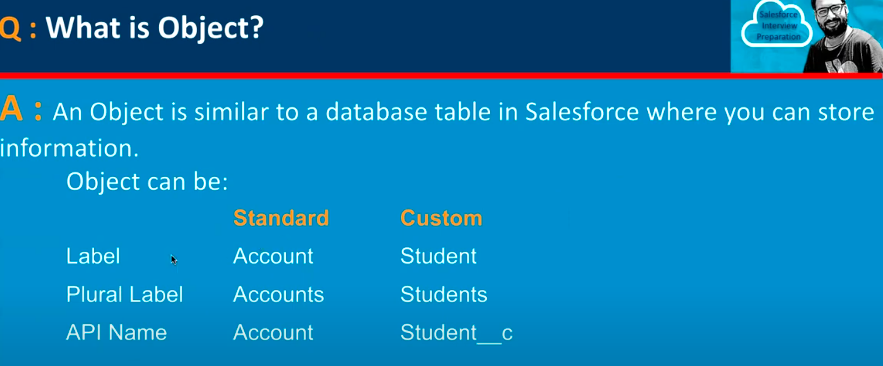 Q : What is Object?
Salesforce
Interview
Preparation
A : An Object is similar to a database table in Salesforce where you can store
information.
Object can be:
Standard Custom
Label Account Student
Plural Label Accounts Students
API Name Account Student__c